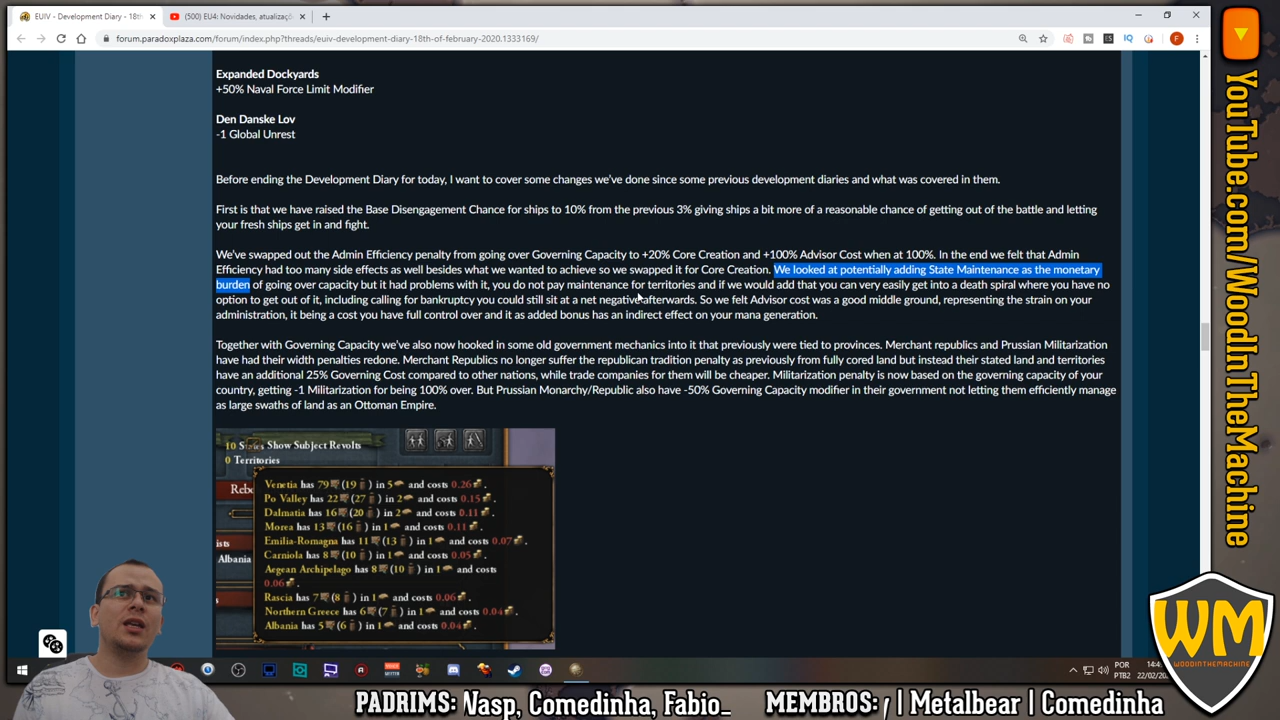 EUIV - Development Diary - 18th
(500) EU4: Novidades, atualizaçõ
forum.paradoxplaza.com/forum/index.php?threads/euiv-development-diary-18th-of-february-2020.1333169/
Expanded Dockyards
+50% Naval Force Limit Modifier
Den Danske Lov
-1 Global Unrest
Before ending the Development Diary for today, I want to cover some changes we've done since some previous development diaries and what was covered in them.
First is that we have raised the Base Disengagement Chance for ships to 10% from the previous 3% giving ships a bit more of a reasonable chance of getting out of the battle and letting
your fresh ships get in and fight.
We've swapped out the Admin Efficiency penalty from going over Governing Capacity to +20% Core Creation and +100% Advisor Cost when at 100%. In the end we felt that Admin
Efficiency had too many side effects as well besides what we wanted to achieve so we swapped it for Core Creation. We looked at potentially adding State Maintenance as the monetary
burden of going over capacity but it had problems with it, you do not pay maintenance for territories and if we would add that you can very easily get into a death spiral where you have no
option to get out of it, including calling for bankruptcy you could still sit at a net negative afterwards. So we felt Advisor cost was a good middle ground, representing the strain on your
administration, it being a cost you have full control over and it as added bonus has an indirect effect on your mana generation.
Together with Governing Capacity we've also now hooked in some old government mechanics into it that previously were tied to provinces. Merchant republics and Prussian Militarization
have had their width penalties redone. Merchant Republics no longer suffer the republican tradition penalty as previously from fully cored land but instead their stated land and territories
have an additional 25% Governing Cost compared to other nations, while trade companies for them will be cheaper. Militarization penalty is now based on the governing capacity of your
country, getting -1 Militarization for being 100% over. But Prussian Monarchy/Republic also have -50% Governing Capacity modifier in their government not letting them efficiently manage
as large swaths of land as an Ottoman Empire.
10 States Show Subject Revolts
0 Territories
Rebe
ists
Albania
Venetia has 79 (19 ) in 5 and costs 0.26 .
Po Valley has 22 (27 ) in 2 and costs 0.15 .
Dalmatia has 16 (20 ) in 2 and costs 0.11 .
Morea has 13 (16 ) in 1 and costs 0.11 .
Emilia-Romagna has 11 (13 ) in 1 and costs 0.07 .
Carniola has 8 (10 ) in 1 and costs 0.05 .
Aegean Archipelago has 8 (10 ) in 1 and costs
0.06 .
Rascia has 7 (8 ) in 1 and costs 0.06 .
Northern Greece has 6 (7 ) in 1 and costs 0.04 .
Albania has 5 (6 ) in 1 and costs 0.04 .
YouTube.com/WoodInTheMachine
WM
WOODINTHEMACHINE
POR
PTB2
14:4
22/02/20
PADRIMS: Nasp, Comedinha, Fabio_
MEMBROS: / | Metalbear | Comedinha